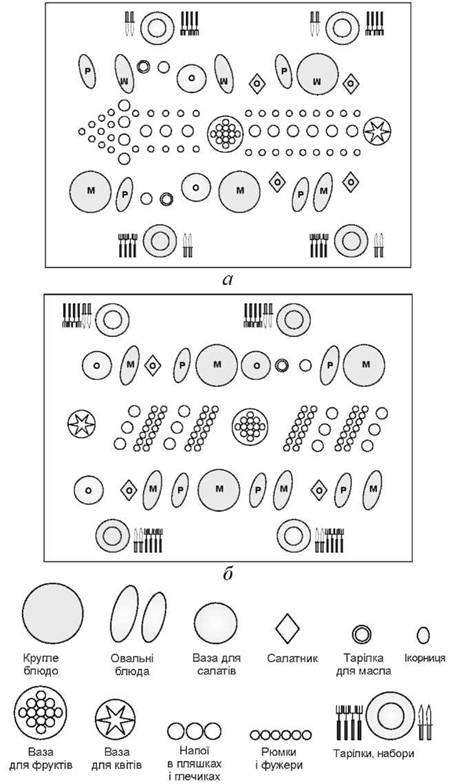 Р М О М О Р М О
М Р О М О Р М О
а
О М О Р М О Р М
О О М Р М Р М О Р М
б
Кругле блюдо
Овальні блюда
Ваза для салатів
Салатник
Тарілка для масла
Ікорниця
Ваза для фруктів
Ваза для квітів
Напої в пляшках і глечиках
Рюмки і фужери
Таріпки, набори